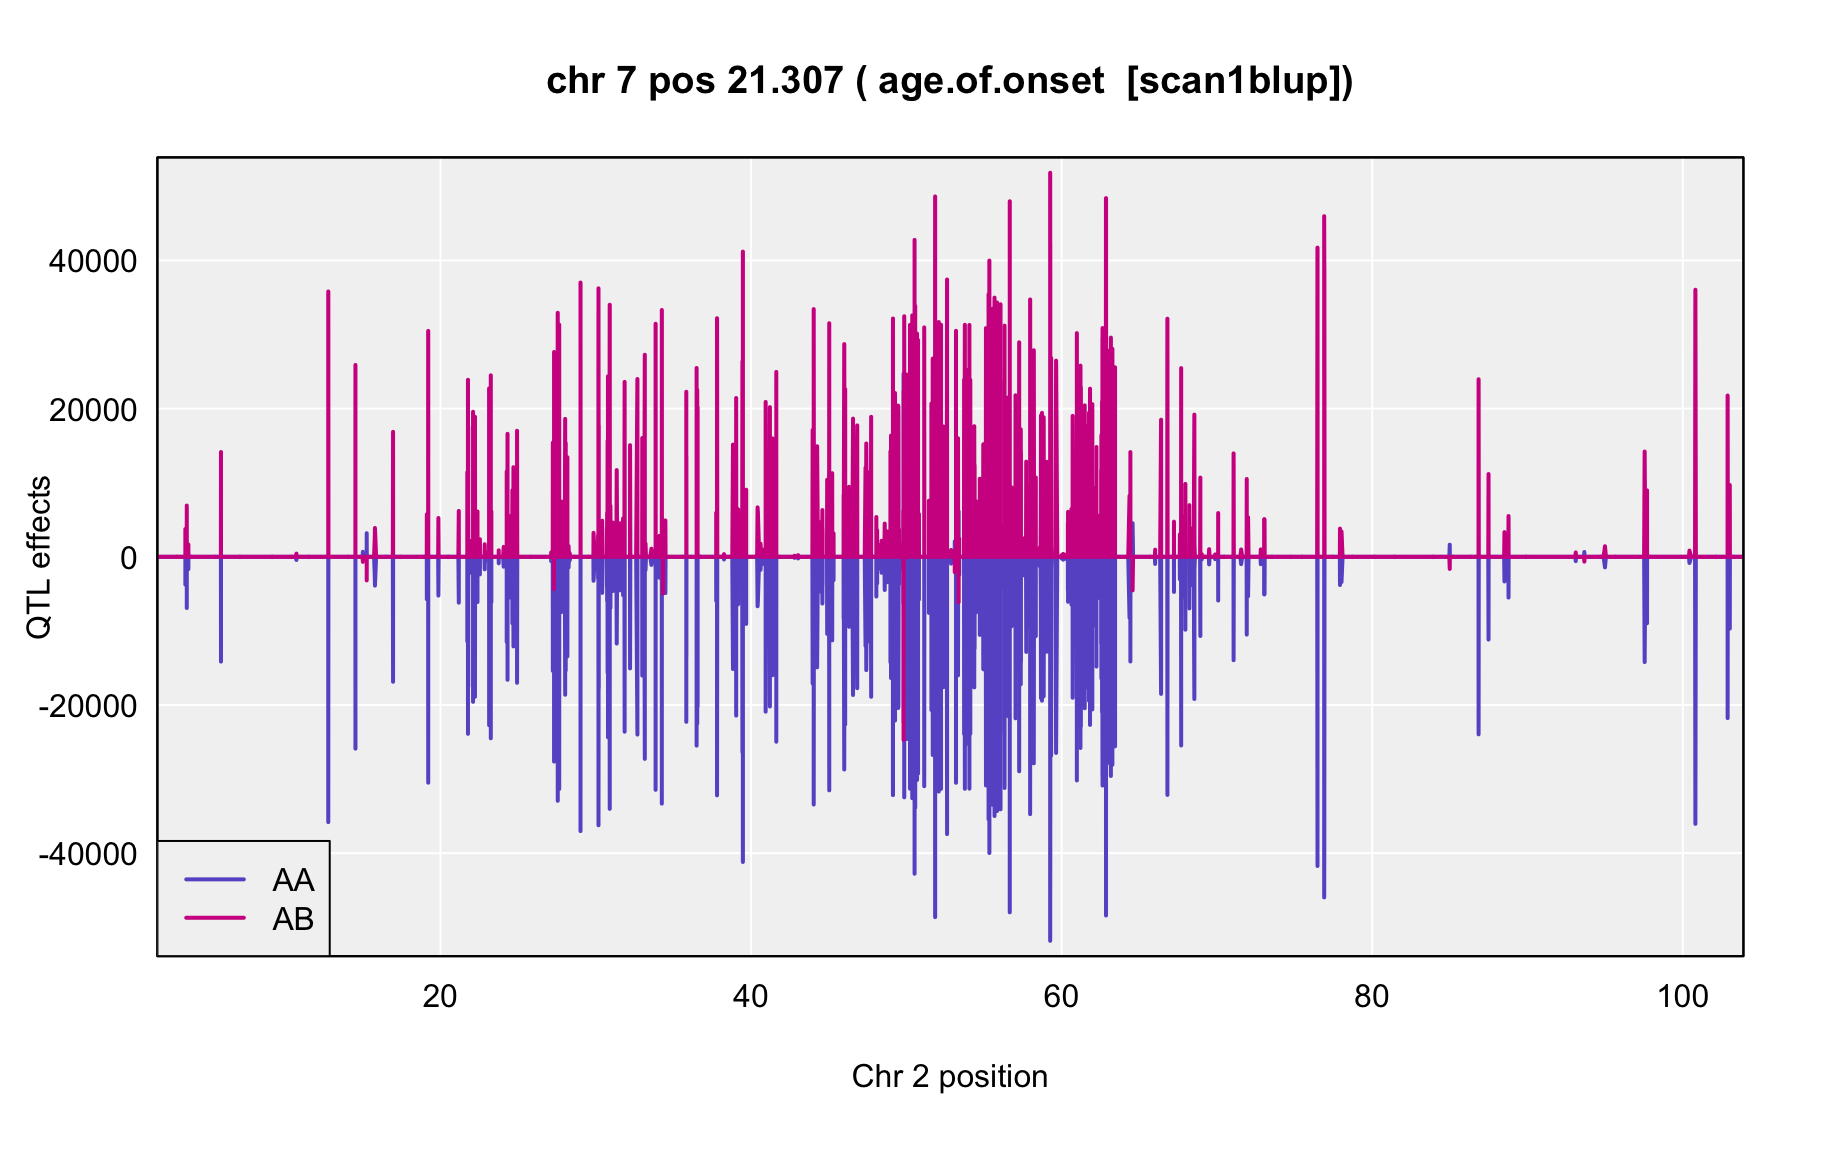 chr 7 pos 21.307 ( age.of.onset  [scan1blup])
QTL effects
40000
20000
0
-20000
-40000
AA
AB
20 40 60 80 100
Chr 2 position